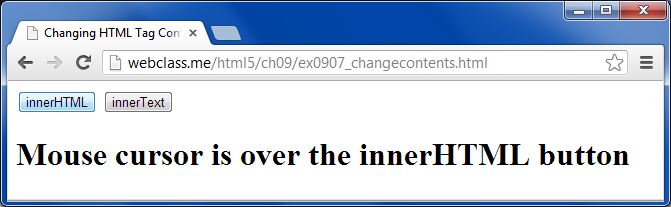 Changing HTML Tag Con
webclass.me/html5/ch09/ex0907_changecontents.html
innerHTML innerText
Mouse cursor is over the innerHTML button